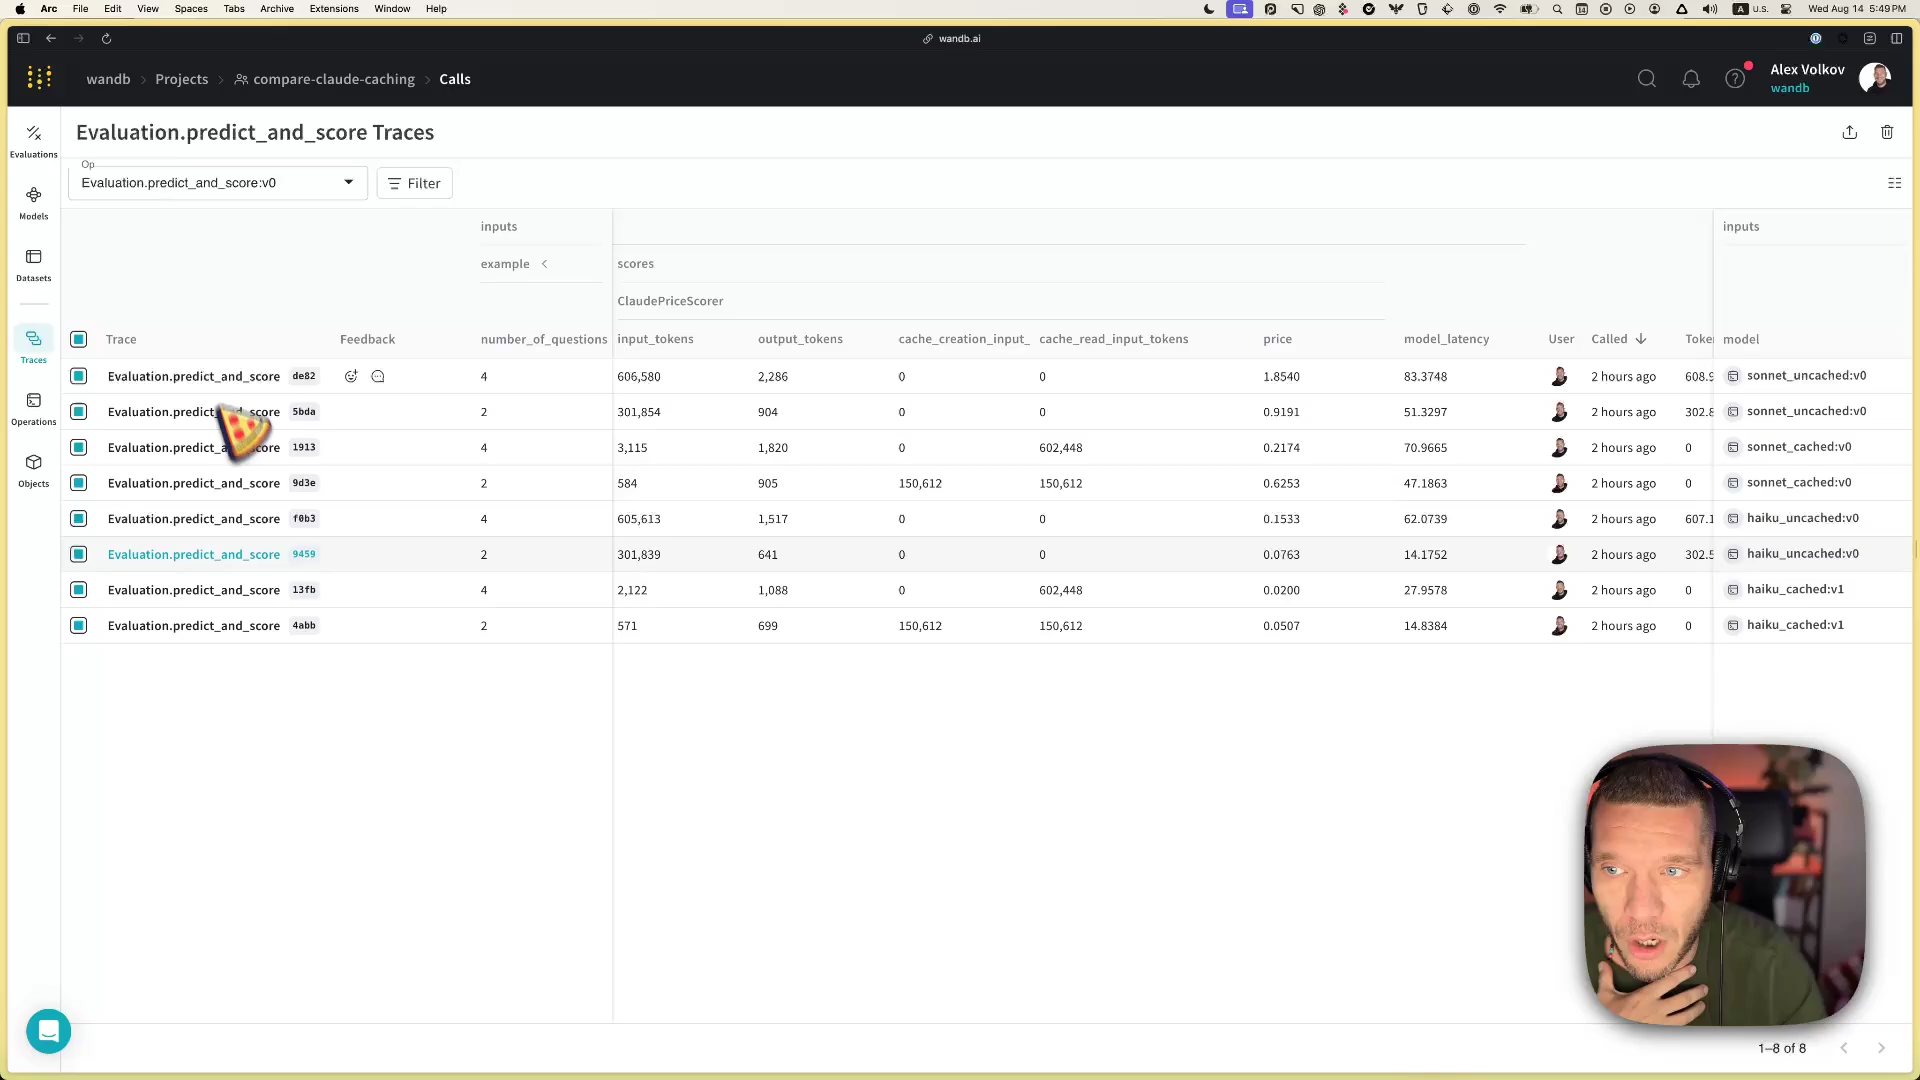 Arc File Edit View Spaces Tabs Archive Extensions Window Help A U.S. Wed Aug 14 5:49 PM
wandb.ai
wandb > Projects > compare-claude-caching > Calls
Alex Volkov
wandb
Evaluation.predict_and_score Traces
Evaluations
Op
Evaluation.predict_and_score:v0
Filter
Models
Datasets
Traces
Operations
Objects
inputs inputs
example scores
ClaudePriceScorer
Trace Feedback number_of_questions input_tokens output_tokens cache_creation_input_ cache_read_input_tokens price model_latency User Called Toke model
Evaluation.predict_and_score de82 4 606,580 2,286 0 0 1.8540 83.3748 2 hours ago 608.9 sonnet_uncached:v0
Evaluation.predict_and_score 5bda 2 301,854 904 0 0 0.9191 51.3297 2 hours ago 302.8 sonnet_uncached:v0
Evaluation.predict_and_score 1913 4 3,115 1,820 0 602,448 0.2174 70.9665 2 hours ago 0 sonnet_cached:v0
Evaluation.predict_and_score 9d3e 2 584 905 150,612 150,612 0.6253 47.1863 2 hours ago 0 sonnet_cached:v0
Evaluation.predict_and_score f0b3 4 605,613 1,517 0 0 0.1533 62.0739 2 hours ago 607.1 haiku_uncached:v0
Evaluation.predict_and_score 9459 2 301,839 641 0 0 0.0763 14.1752 2 hours ago 302.5 haiku_uncached:v0
Evaluation.predict_and_score 13fb 4 2,122 1,088 0 602,448 0.0200 27.9578 2 hours ago 0 haiku_cached:v1
Evaluation.predict_and_score 4abb 2 571 699 150,612 150,612 0.0507 14.8384 2 hours ago 0 haiku_cached:v1
1–8 of 8